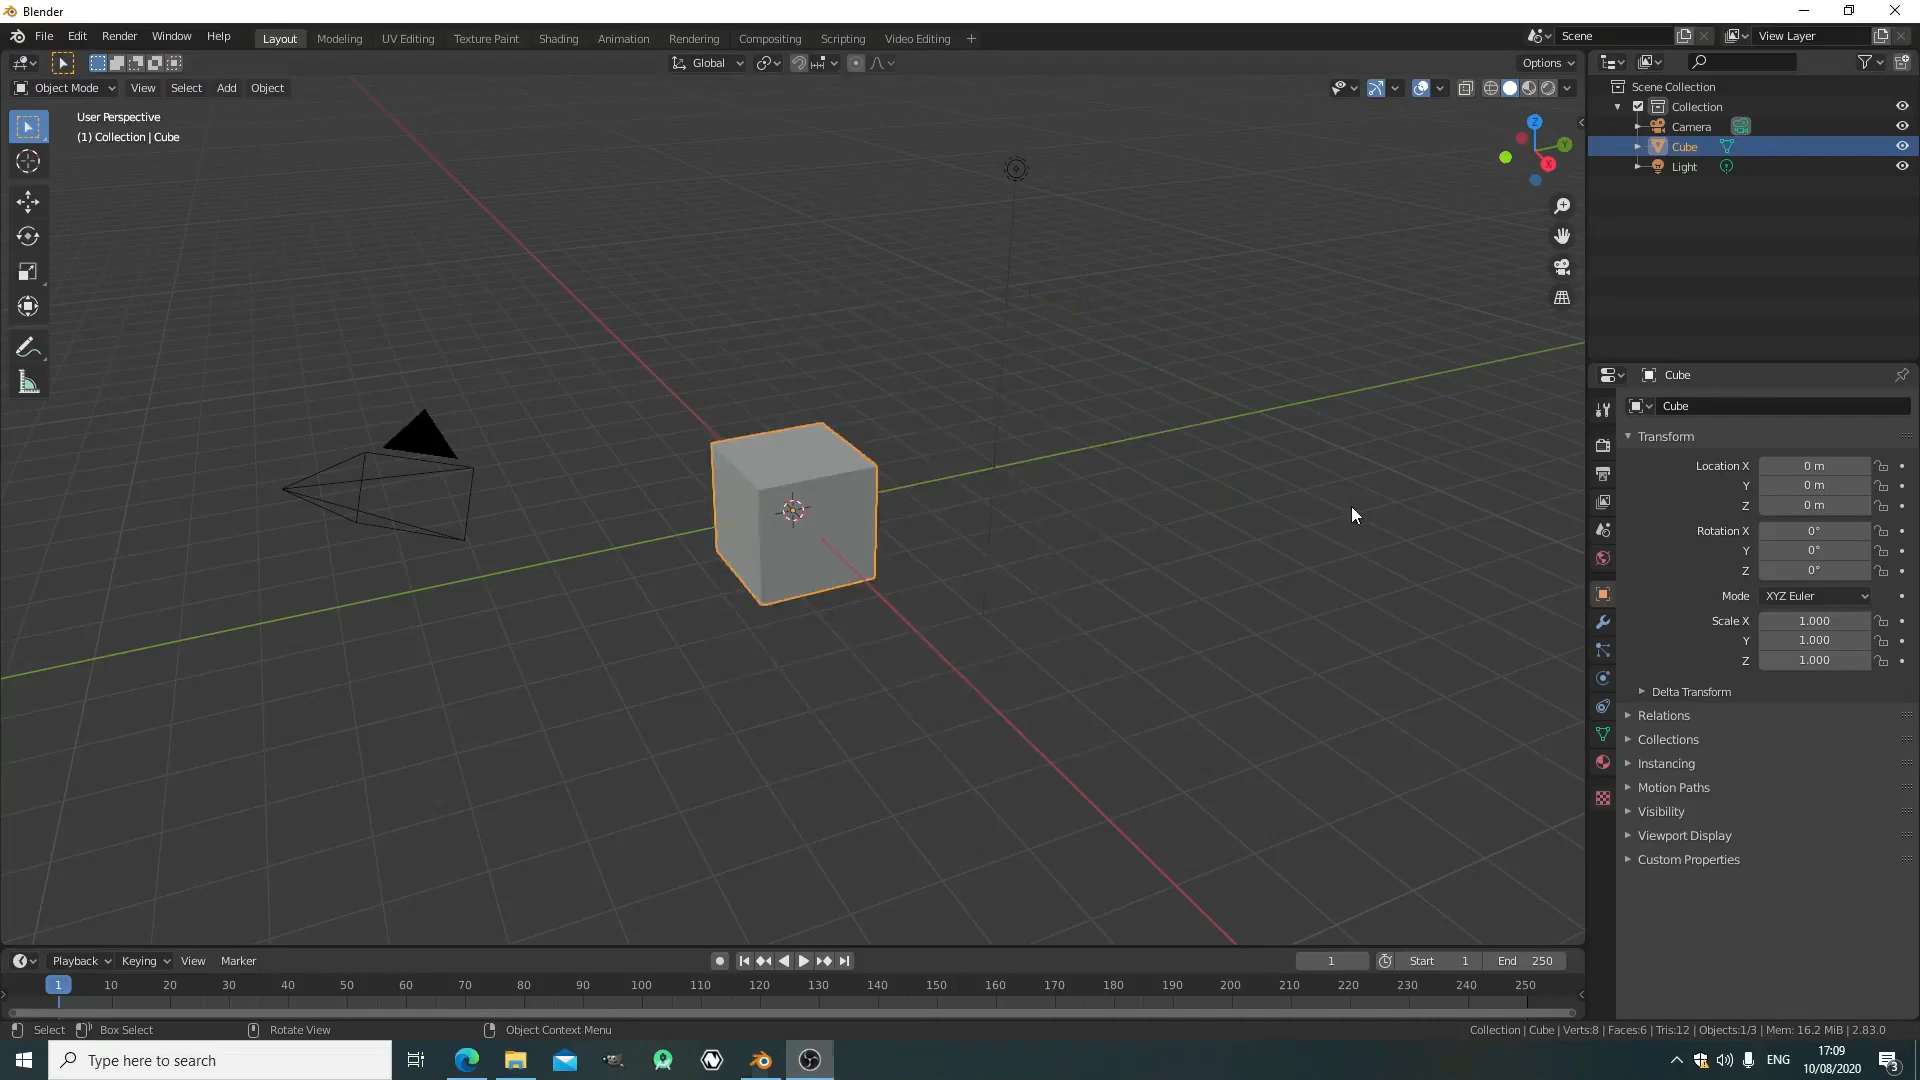 Blender
File Edit Render Window Help Layout Modeling UV Editing Texture Paint Shading Animation Rendering Compositing Scripting Video Editing + Scene View Layer
Global Options
Object Mode View Select Add Object
User Perspective
(1) Collection | Cube
Z
Y
X
Scene Collection
Collection
Camera
Cube
Light
Cube
Cube
Transform
Location X 0 m
Y 0 m
Z 0 m
Rotation X 0°
Y 0°
Z 0°
Mode XYZ Euler
Scale X 1.000
Y 1.000
Z 1.000
Delta Transform
Relations
Collections
Instancing
Motion Paths
Visibility
Viewport Display
Custom Properties
Playback Keying View Marker 1 Start 1 End 250
1 10 20 30 40 50 60 70 80 90 100 110 120 130 140 150 160 170 180 190 200 210 220 230 240 250
Select Box Select Rotate View Object Context Menu Collection | Cube | Verts:8 | Faces:6 | Tris:12 | Objects:1/3 | Mem: 16.2 MiB | 2.83.0
Type here to search
ENG
17:09
10/08/2020
3